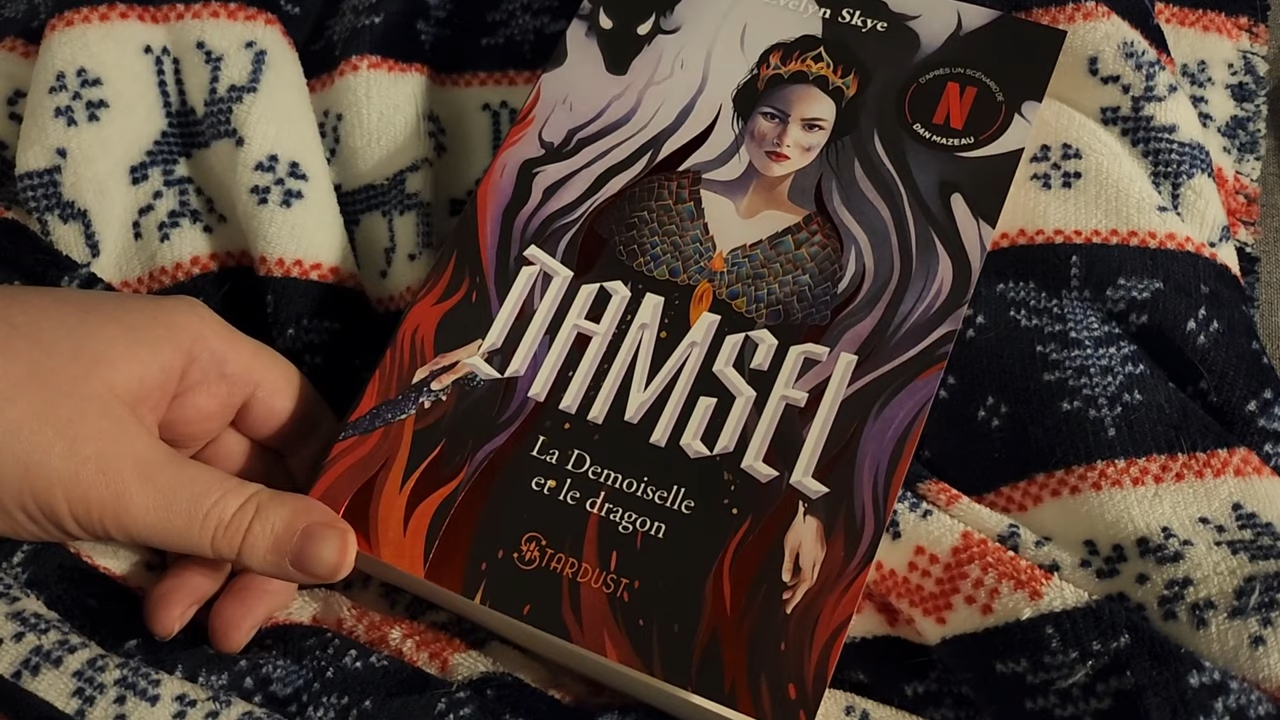 Evelyn Skye
D'APRÈS UN SCÉNARIO DE
N
DAN MAZEAU
DAMSEL
La Demoiselle
et le dragon
STARDUST